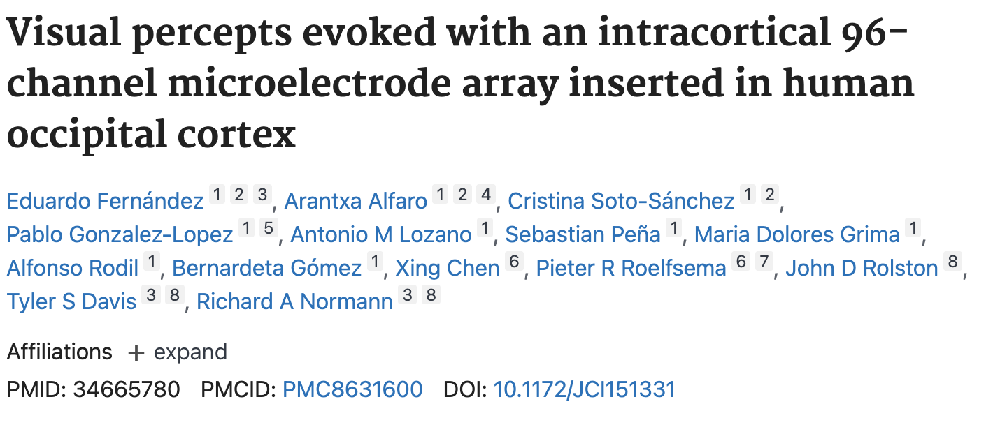 Visual percepts evoked with an intracortical 96-
channel microelectrode array inserted in human
occipital cortex
Eduardo Fernández 1 2 3, Arantxa Alfaro 1 2 4, Cristina Soto-Sánchez 1 2,
Pablo Gonzalez-Lopez 1 5, Antonio M Lozano 1, Sebastian Peña 1, Maria Dolores Grima 1,
Alfonso Rodil 1, Bernardeta Gómez 1, Xing Chen 6, Pieter R Roelfsema 6 7, John D Rolston 8,
Tyler S Davis 3 8, Richard A Normann 3 8
Affiliations + expand
PMID: 34665780 PMCID: PMC8631600 DOI: 10.1172/JCI151331